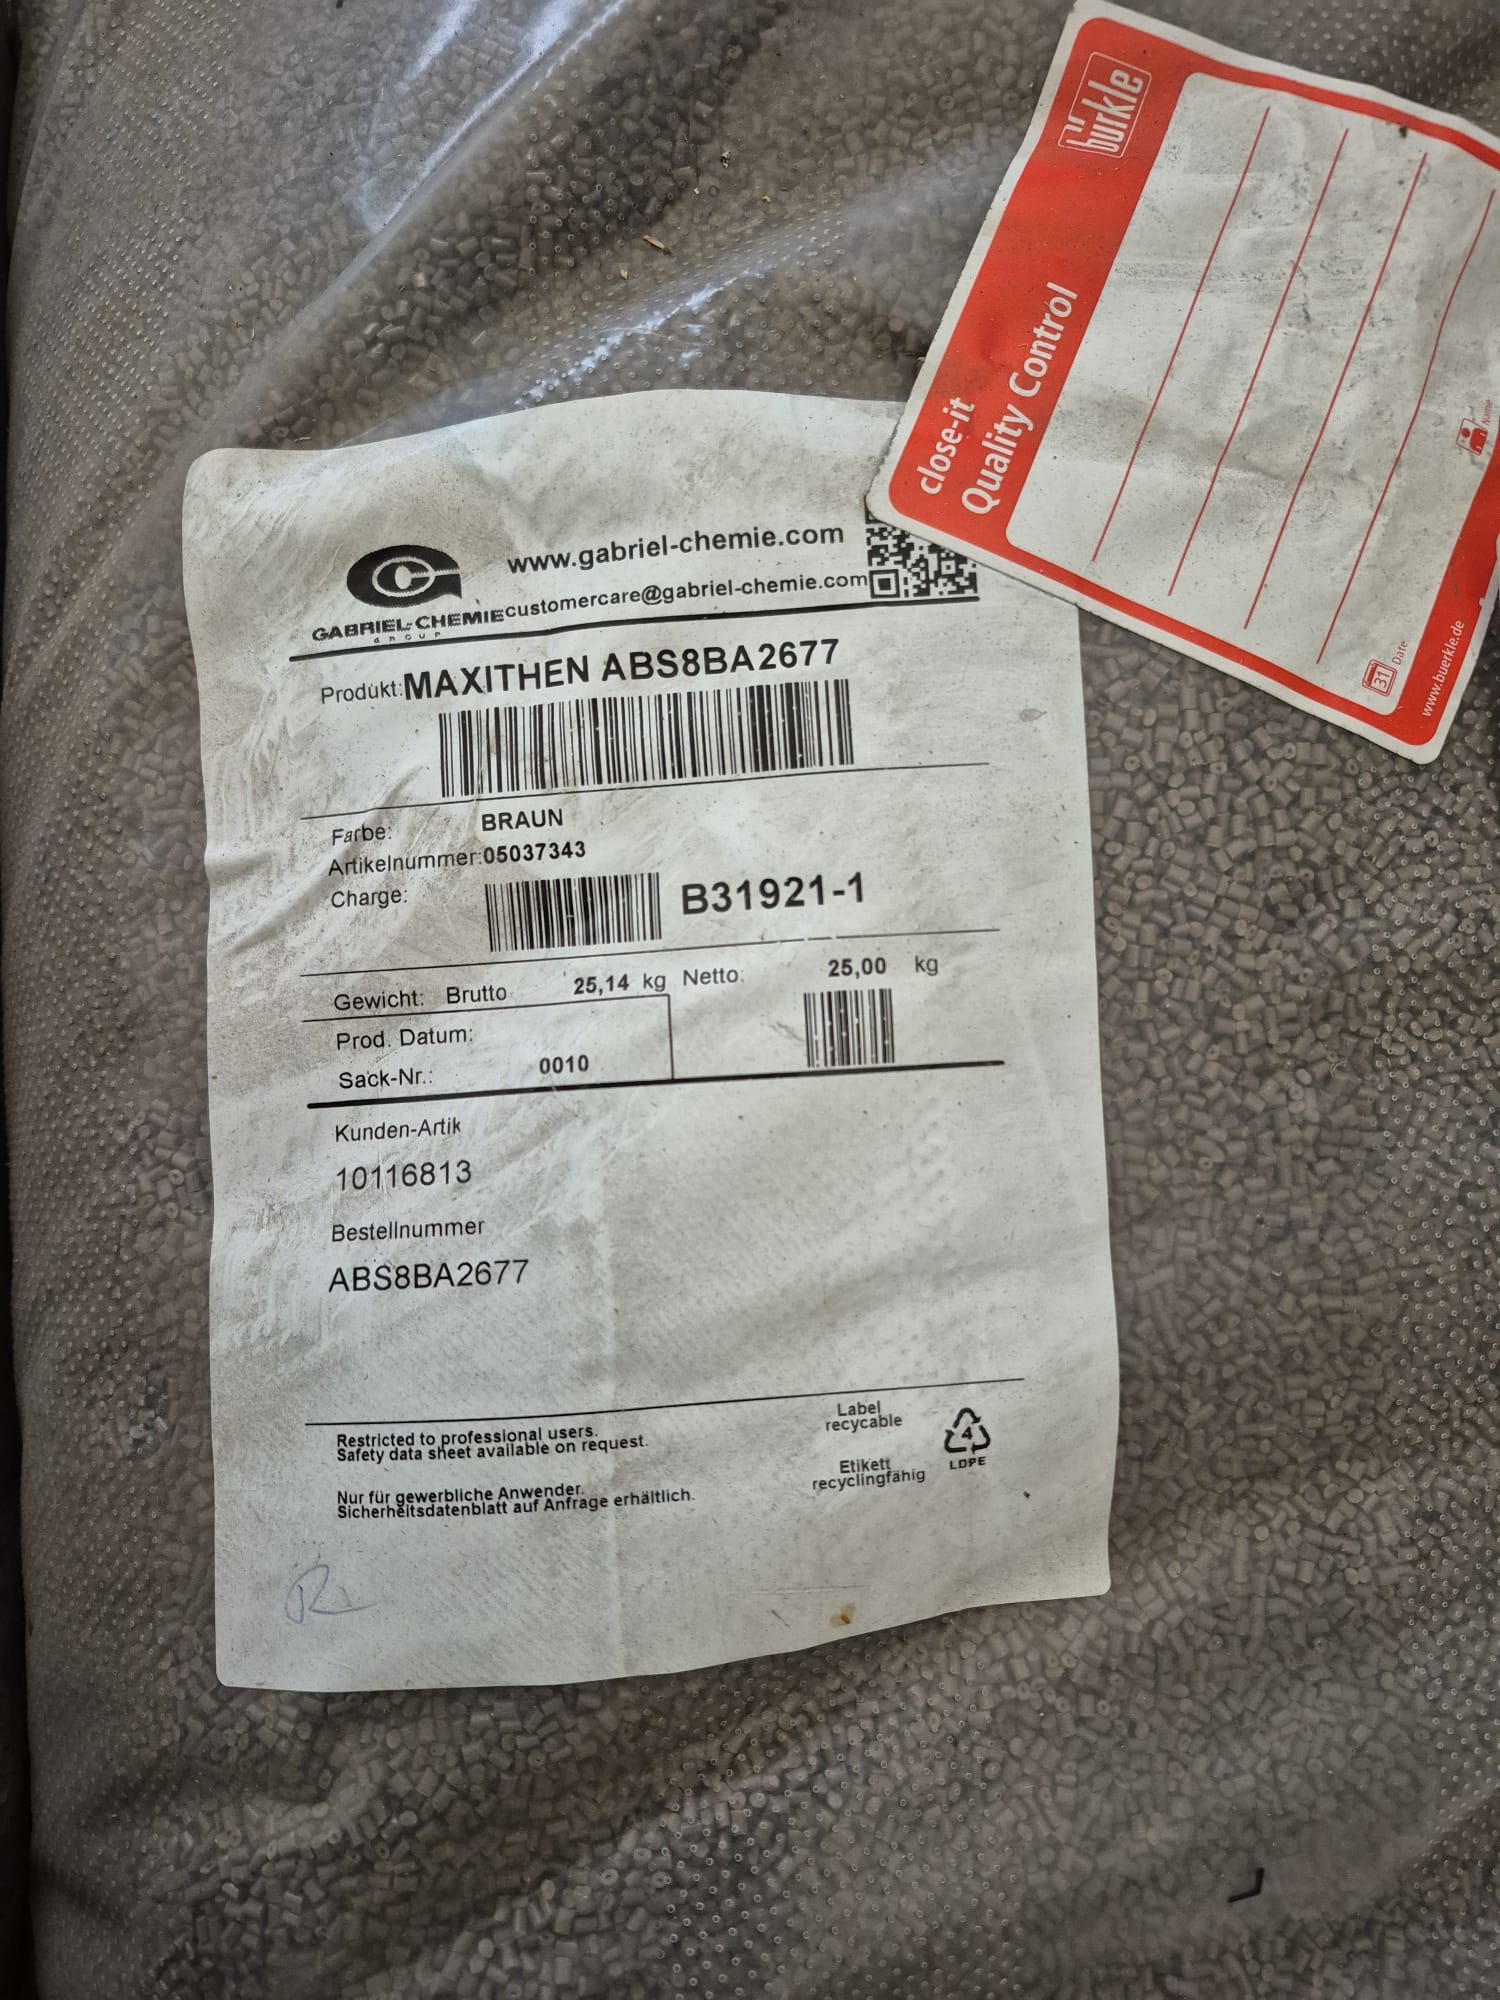 bürkle
close-it
Quality Control
Name
31 Date
www.buerkle.de
www.gabriel-chemie.com
customercare@gabriel-chemie.com
GABRIEL-CHEMIE
GROUP
Produkt: MAXITHEN ABS8BA2677
Farbe: BRAUN
Artikelnummer: 05037343
Charge: B31921-1
Gewicht: Brutto 25,14 kg Netto: 25,00 kg
Prod. Datum:
Sack-Nr.: 0010
Kunden-Artik
10116813
Bestellnummer
ABS8BA2677
Restricted to professional users.
Safety data sheet available on request.
Label
recycable
Etikett
recyclingfähig
4
LDPE
Nur für gewerbliche Anwender.
Sicherheitsdatenblatt auf Anfrage erhältlich.